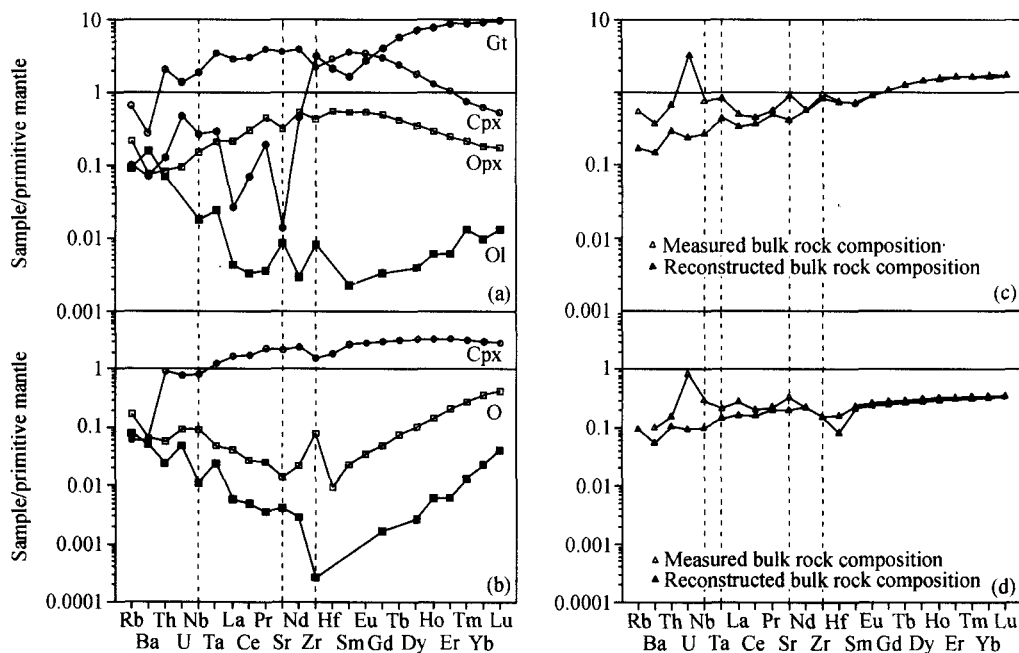 Sample/primitive mantle
10
1
0.1
0.01
0.001
Gt
Cpx
Opx
Ol
(a)
10
1
0.1
0.01
0.001
Measured bulk rock composition
Reconstructed bulk rock composition
(c)
Sample/primitive mantle
1
0.1
0.01
0.001
0.0001
Cpx
O
(b)
1
0.1
0.01
0.001
0.0001
Measured bulk rock composition
Reconstructed bulk rock composition
(d)
Rb Th Nb La Pr Nd Hf Eu Tb Ho Tm Lu
Ba U Ta Ce Sr Zr Sm Gd Dy Er Yb
Rb Th Nb La Pr Nd Hf Eu Tb Ho Tm Lu
Ba U Ta Ce Sr Zr Sm Gd Dy Er Yb